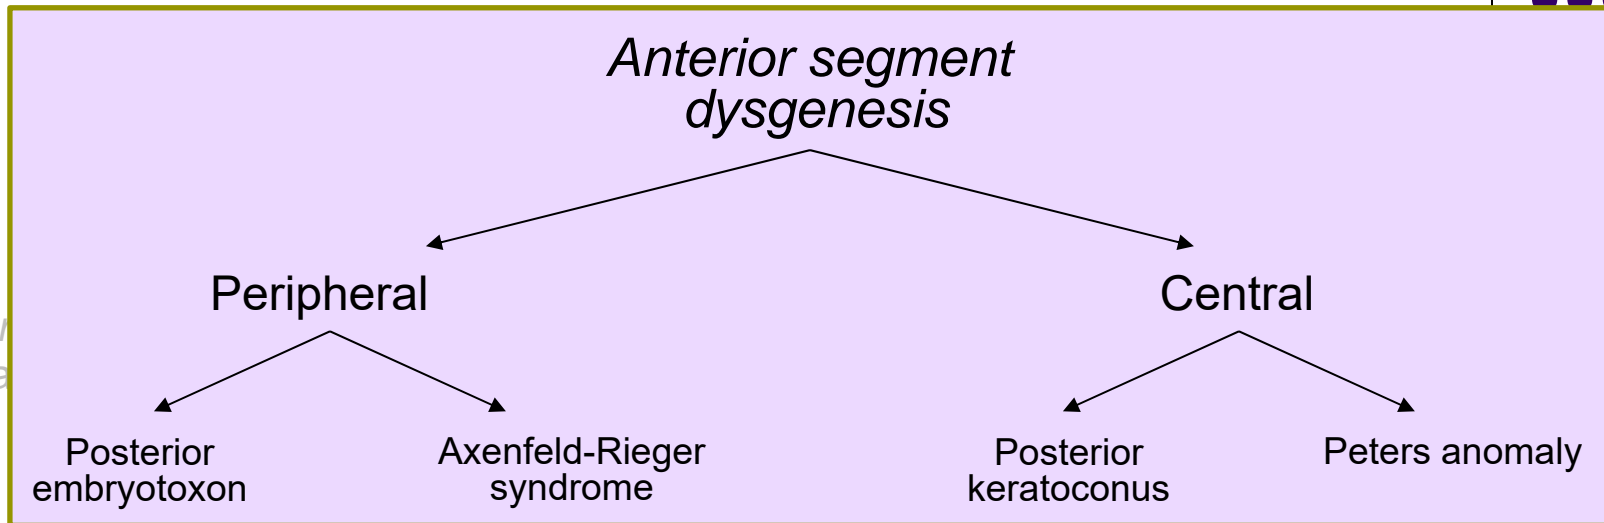 Anterior segment
dysgenesis
Peripheral
Central
Posterior
embryotoxon
Axenfeld-Rieger
syndrome
Posterior
keratoconus
Peters anomaly